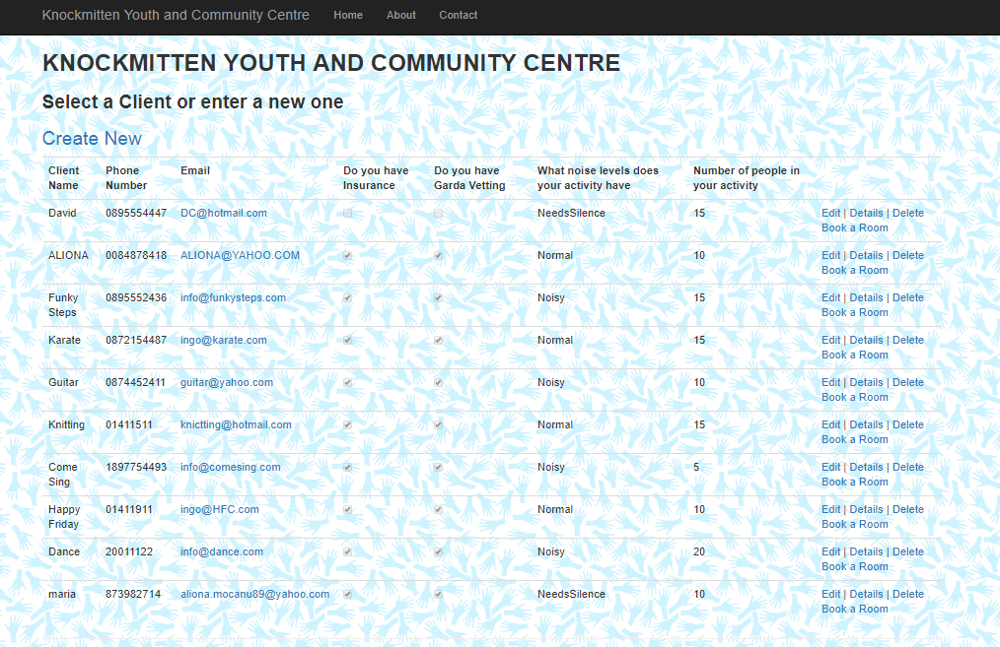 Knockmitten Youth and Community Centre Home About Contact
KNOCKMITTEN YOUTH AND COMMUNITY CENTRE
Select a Client or enter a new one
Create New
Client Phone Email Do you have Do you have What noise levels does Number of people in
Name Number Insurance Garda Vetting your activity have your activity
David 0895554447 DC@hotmail.com NeedsSilence 15 Edit | Details | Delete
Book a Room
ALIONA 0084878418 ALIONA@YAHOO.COM Normal 10 Edit | Details | Delete
Book a Room
Funky 0895552436 info@funkysteps.com Noisy 15 Edit | Details | Delete
Steps Book a Room
Karate 0872154487 ingo@karate.com Normal 15 Edit | Details | Delete
Book a Room
Guitar 0874452411 guitar@yahoo.com Noisy 10 Edit | Details | Delete
Book a Room
Knitting 01411511 knictting@hotmail.com Normal 15 Edit | Details | Delete
Book a Room
Come 1897754493 info@comesing.com Noisy 5 Edit | Details | Delete
Sing Book a Room
Happy 01411911 ingo@HFC.com Normal 10 Edit | Details | Delete
Friday Book a Room
Dance 20011122 info@dance.com Noisy 20 Edit | Details | Delete
Book a Room
maria 873982714 aliona.mocanu89@yahoo.com NeedsSilence 10 Edit | Details | Delete
Book a Room